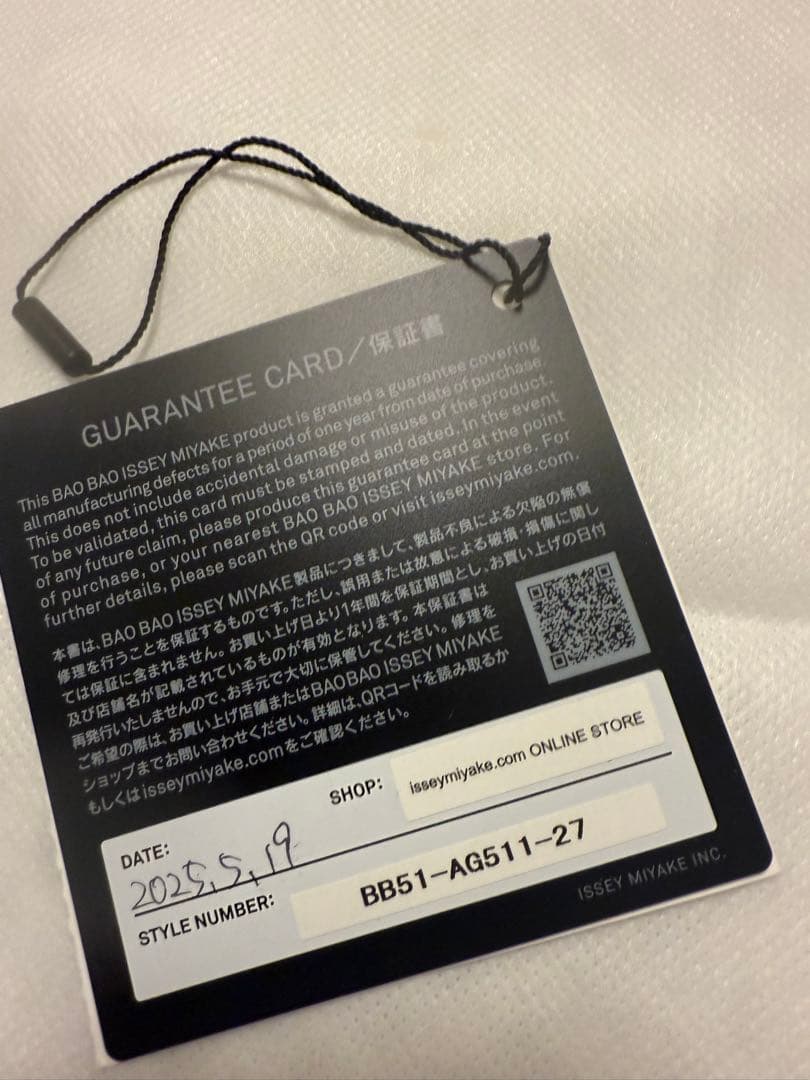 GUARANTEE CARD/保証書
This BAO BAO ISSEY MIYAKE product is granted a guarantee covering
all manufacturing defects for a period of one year from date of purchase.
This does not include accidental damage or misuse of the product.
To be validated, this card must be stamped and dated. In the event
of any future claim, please produce this guarantee card at the point
of purchase, or your nearest BAO BAO ISSEY MIYAKE store. For
further details, please scan the QR code or visit isseymiyake.com.
本書は、BAO BAO ISSEY MIYAKE製品につきまして、製品不良による欠陥の無償
修理を行うことを保証するものです。ただし、誤用または故意による破損・損傷に関し
ては保証に含まれません。お買い上げ日より1年間を保証期間とし、お買い上げの日付
及び店舗名が記載されているものが有効となります。本保証書は
再発行いたしませんので、お手元で大切に保管してください。修理を
ご希望の際は、お買い上げ店舗またはBAO BAO ISSEY MIYAKE
ショップまでお問い合わせください。詳細は、QRコードを読み取るか
もしくはisseymiyake.comをご確認ください。
SHOP: isseymiyake.com ONLINE STORE
DATE: 2025.5.19
STYLE NUMBER: BB51-AG511-27
ISSEY MIYAKE INC.